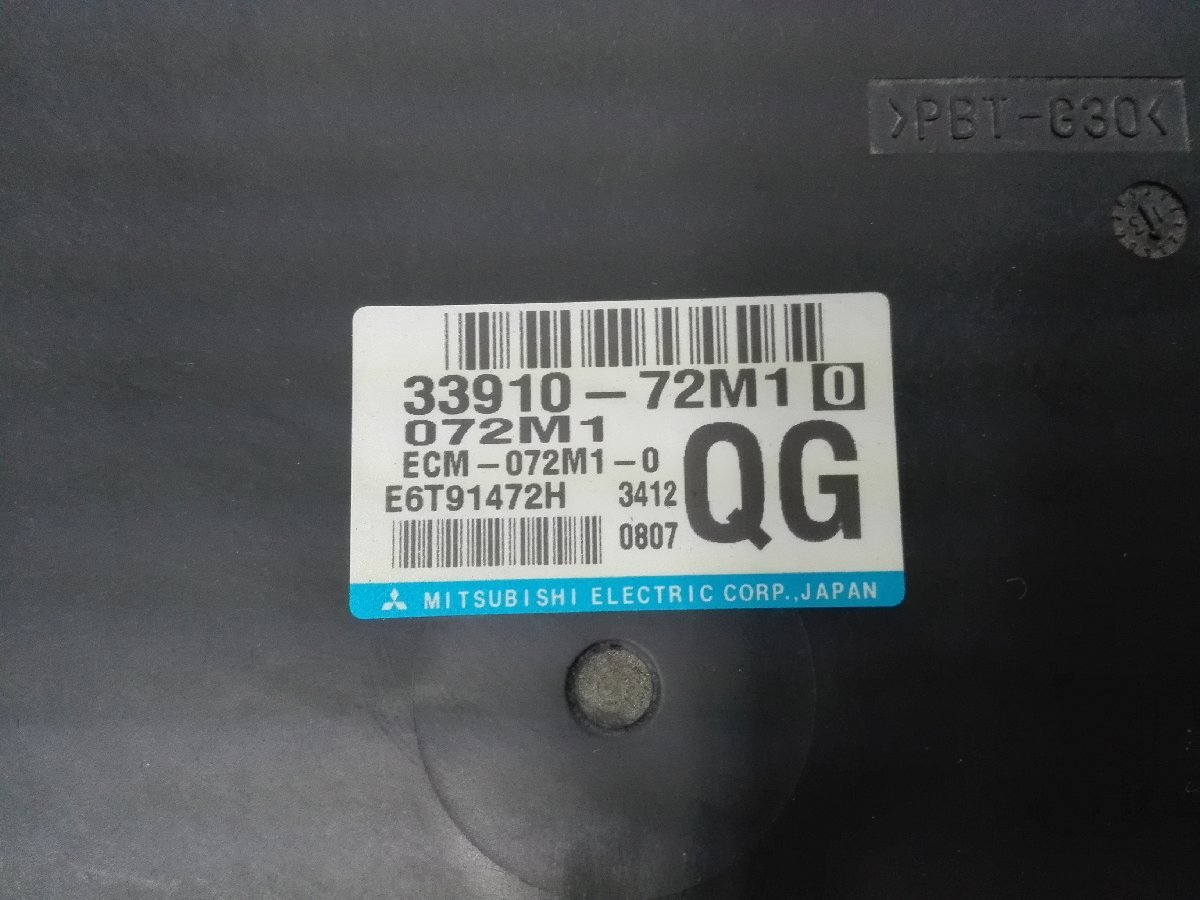 >PBT-G30<
33910-72M1 0
072M1
QG
ECM-072M1-0
E6T91472H 3412
0807
MITSUBISHI ELECTRIC CORP.,JAPAN